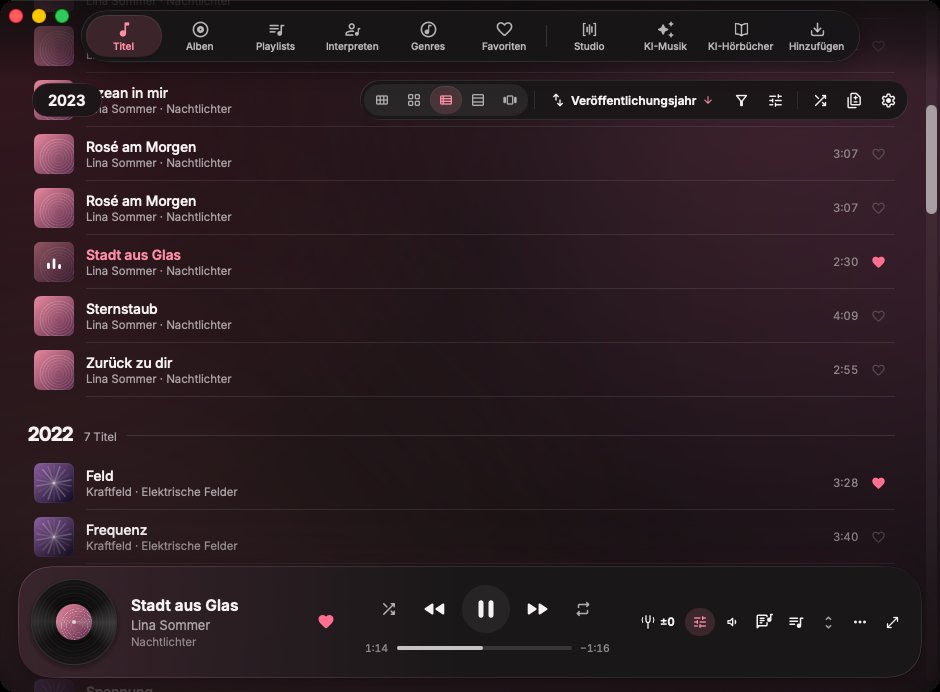 Titel
Alben
Playlists
Interpreten
Genres
Favoriten
Studio
KI-Musik
KI-Hörbücher
Hinzufügen
2023
zean in mir
Lina Sommer · Nachtlichter
Veröffentlichungsjahr
Rosé am Morgen
Lina Sommer · Nachtlichter
3:07
Rosé am Morgen
Lina Sommer · Nachtlichter
3:07
Stadt aus Glas
Lina Sommer · Nachtlichter
2:30
Sternstaub
Lina Sommer · Nachtlichter
4:09
Zurück zu dir
Lina Sommer · Nachtlichter
2:55
2022 7 Titel
Feld
Kraftfeld · Elektrische Felder
3:28
Frequenz
Kraftfeld · Elektrische Felder
3:40
Stadt aus Glas
Lina Sommer
Nachtlichter
1:14
−1:16
±0
Spannung